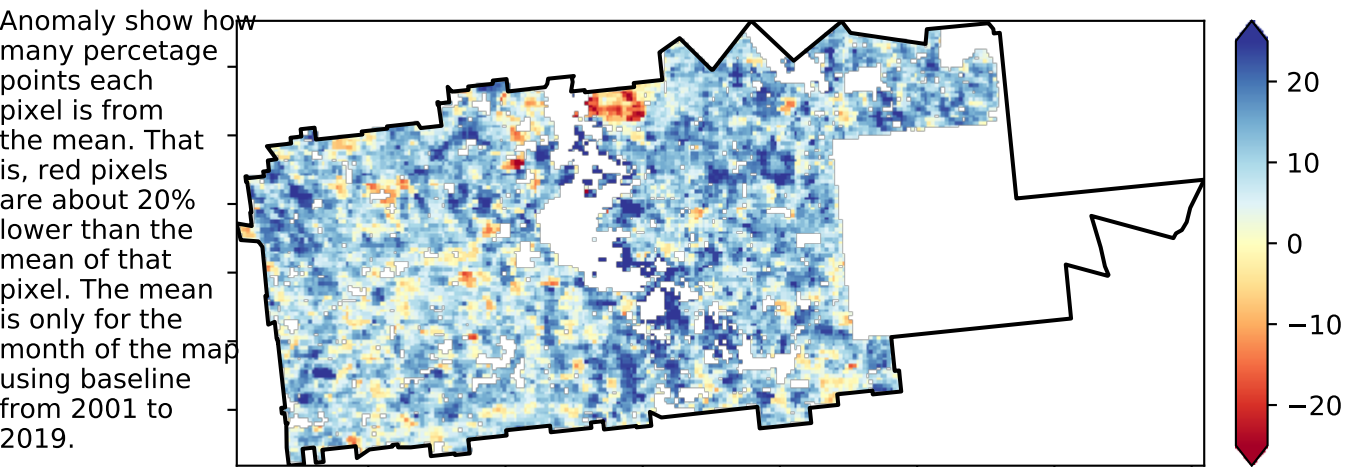 Anomaly show how
many percetage
points each
pixel is from
the mean. That
is, red pixels
are about 20%
lower than the
mean of that
pixel. The mean
is only for the
month of the map
using baseline
from 2001 to
2019.
20
10
0
−10
−20